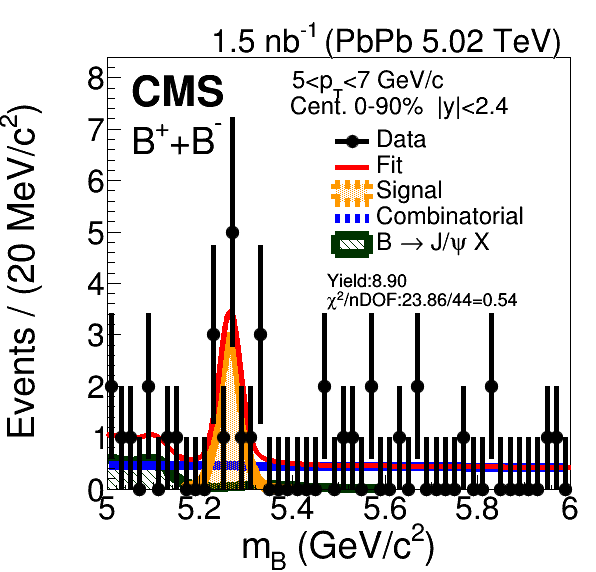 1.5 nb⁻¹ (PbPb 5.02 TeV)
CMS
B⁺+B⁻
5<p_T<7 GeV/c
Cent. 0-90% |y|<2.4
Data
Fit
Signal
Combinatorial
B → J/ψ X
Yield:8.90
χ²/nDOF:23.86/44=0.54
Events / (20 MeV/c²)
8
7
6
5
4
3
2
1
0
5 5.2 5.4 5.6 5.8 6
m_B (GeV/c²)